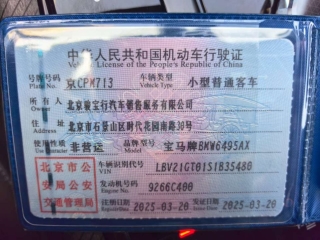 中华人民共和国机动车行驶证
Vehicle License of the People's Republic of China
号牌号码 京CPM713 车辆类型 小型普通客车
Plate No. Vehicle Type
所有人 北京骏宝行汽车销售服务有限公司
Owner
住址 北京市石景山区时代花园南路30号
Address
使用性质 非营运 品牌型号 宝马牌BMW6495AX
Model
北京市公 车辆识别代号 LBV21GT01S1B35480
VIN
安局公安 发动机号码 9266C400
Engine No.
交通管理局 注册日期 2025-03-20 发证日期 2025-03-20
Register Date Issue Date